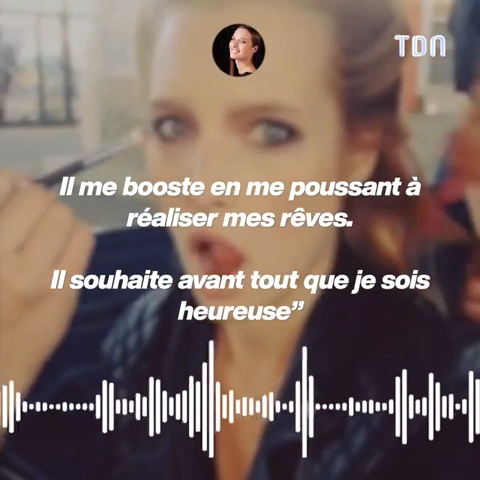 TDN
Il me booste en me poussant à
réaliser mes rêves.
Il souhaite avant tout que je sois
heureuse”